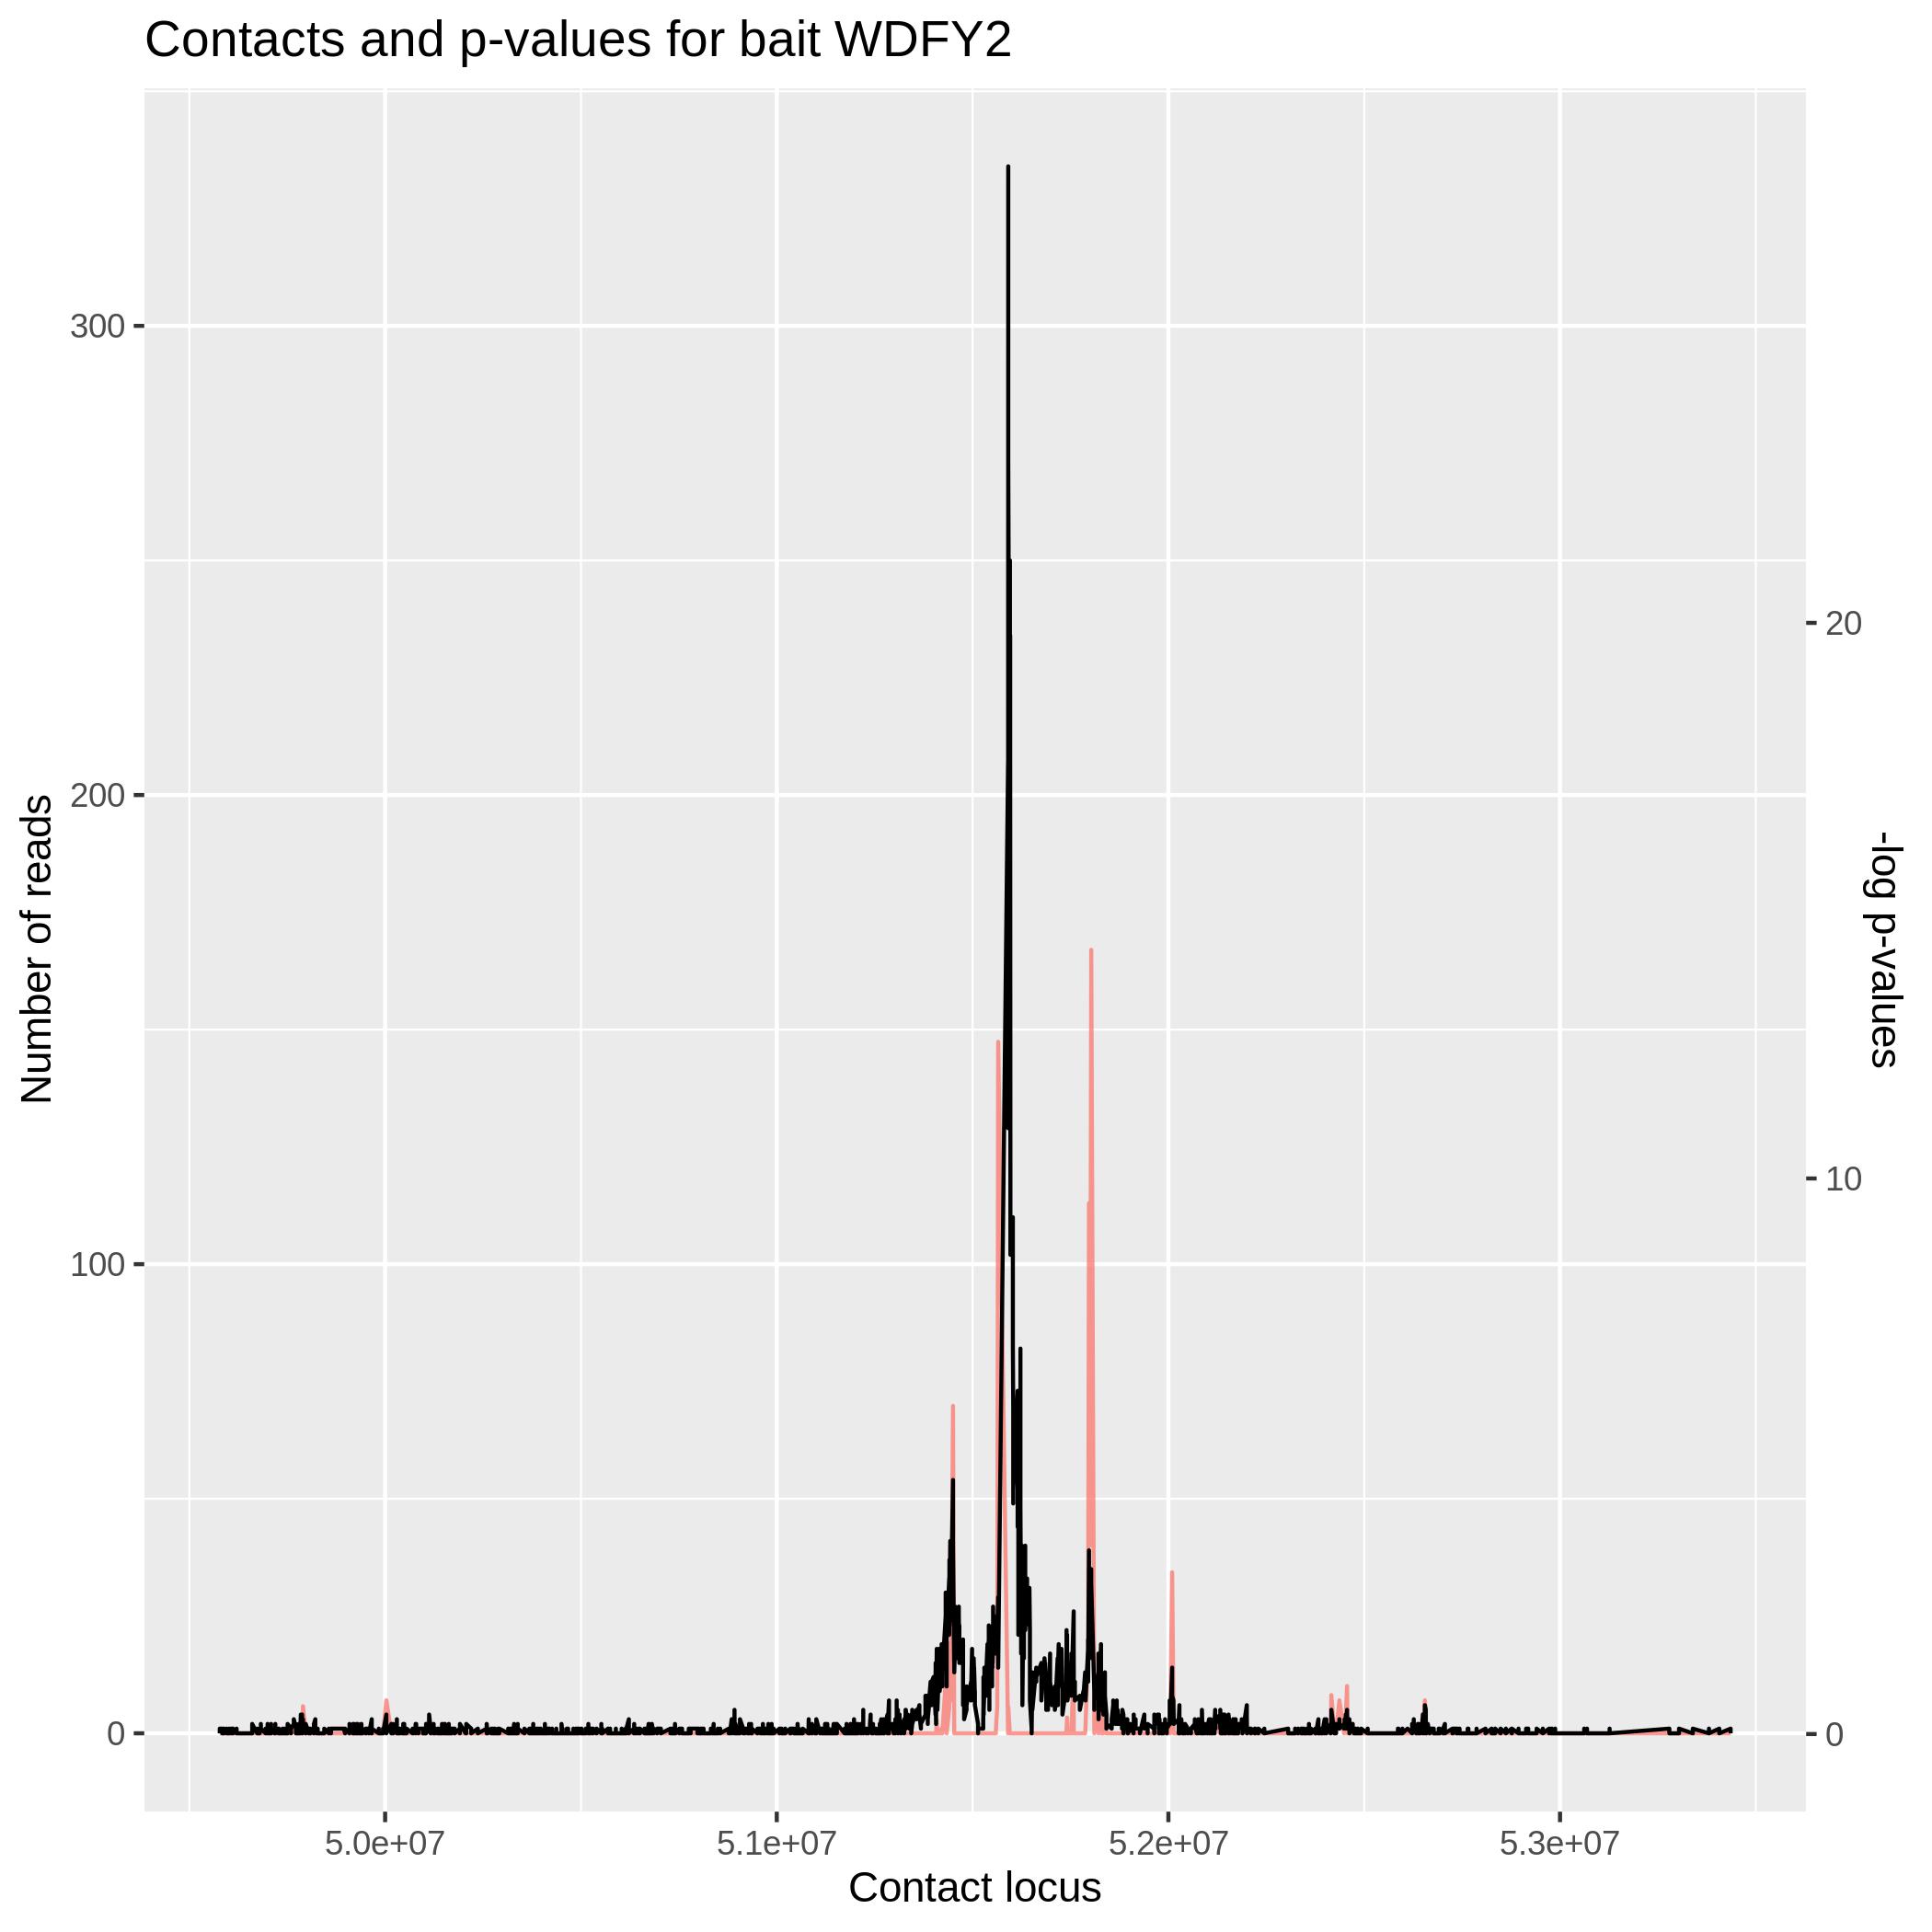 Contacts and p-values for bait WDFY2
Number of reads
300
200
100
0
20
10
0
-log p-values
5.0e+07 5.1e+07 5.2e+07 5.3e+07
Contact locus